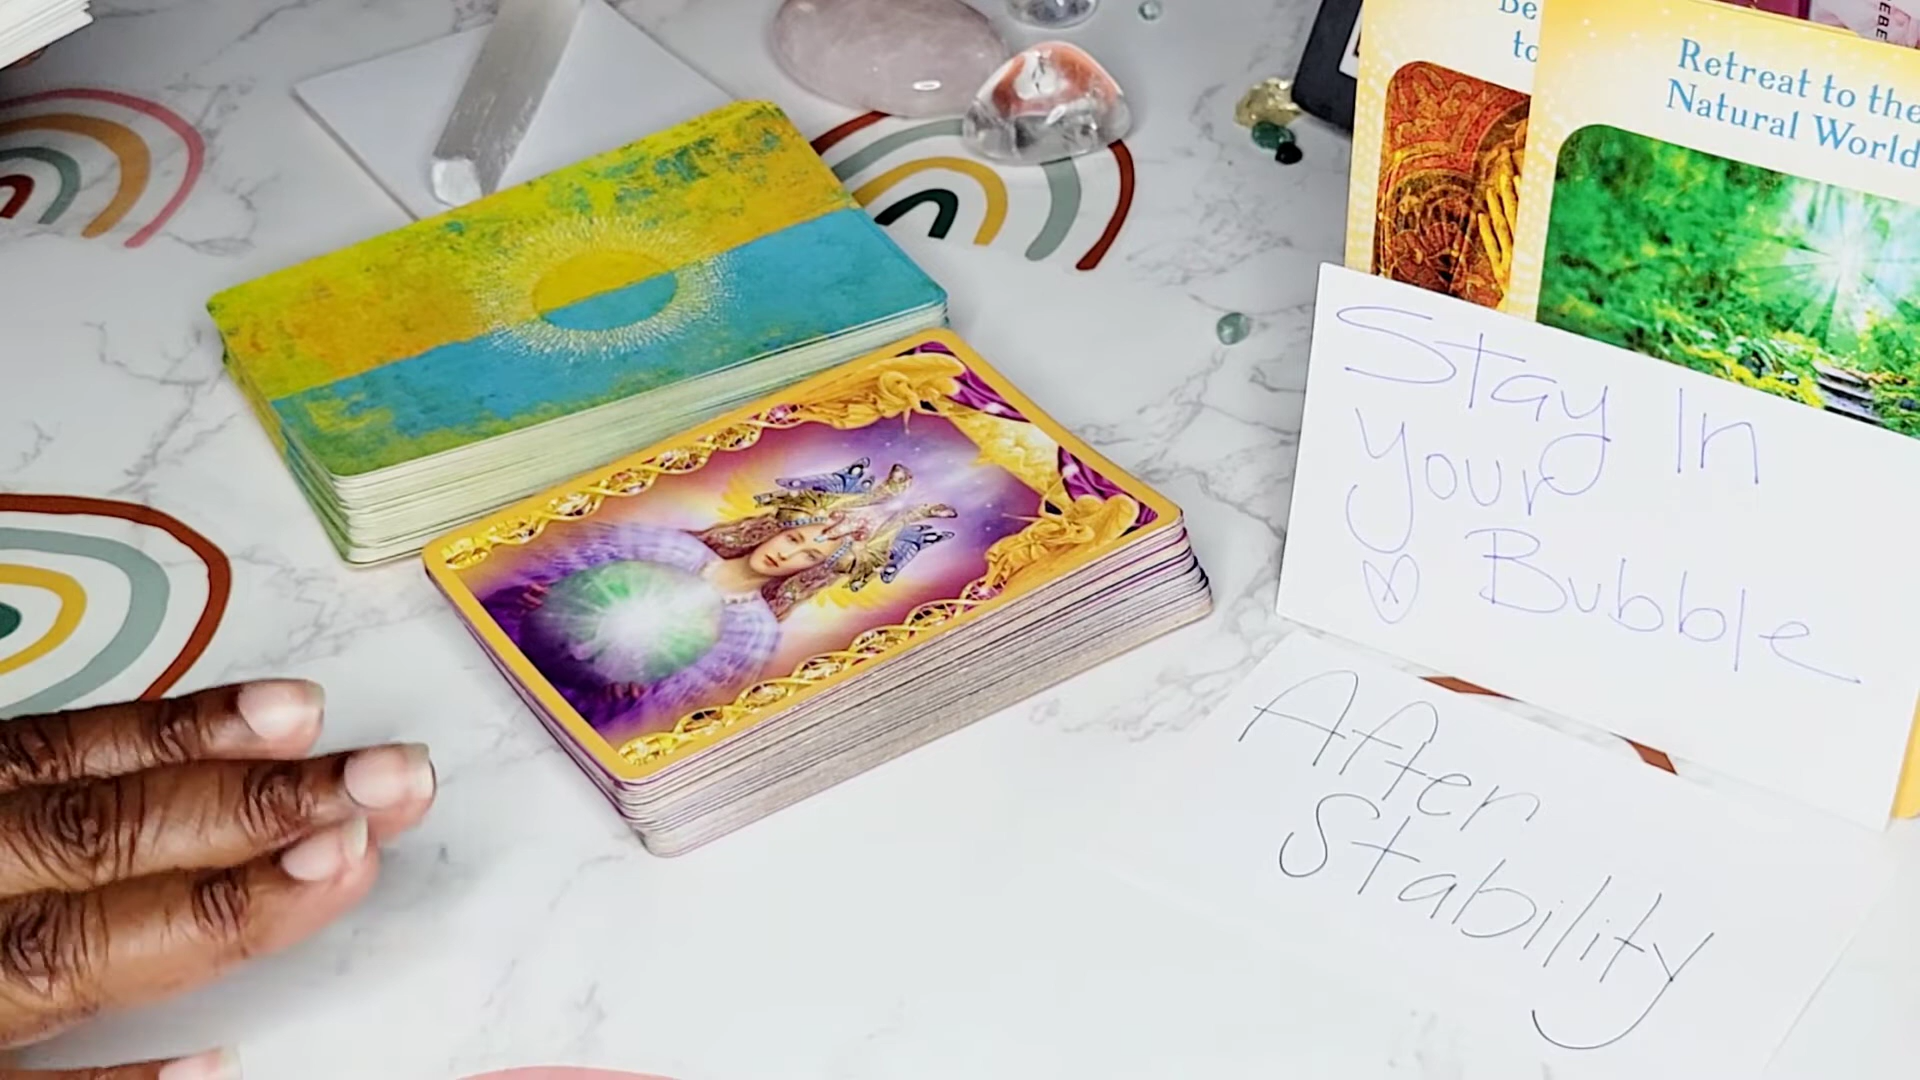 Retreat to the
Natural World
Stay In
your
Bubble
After
Stability